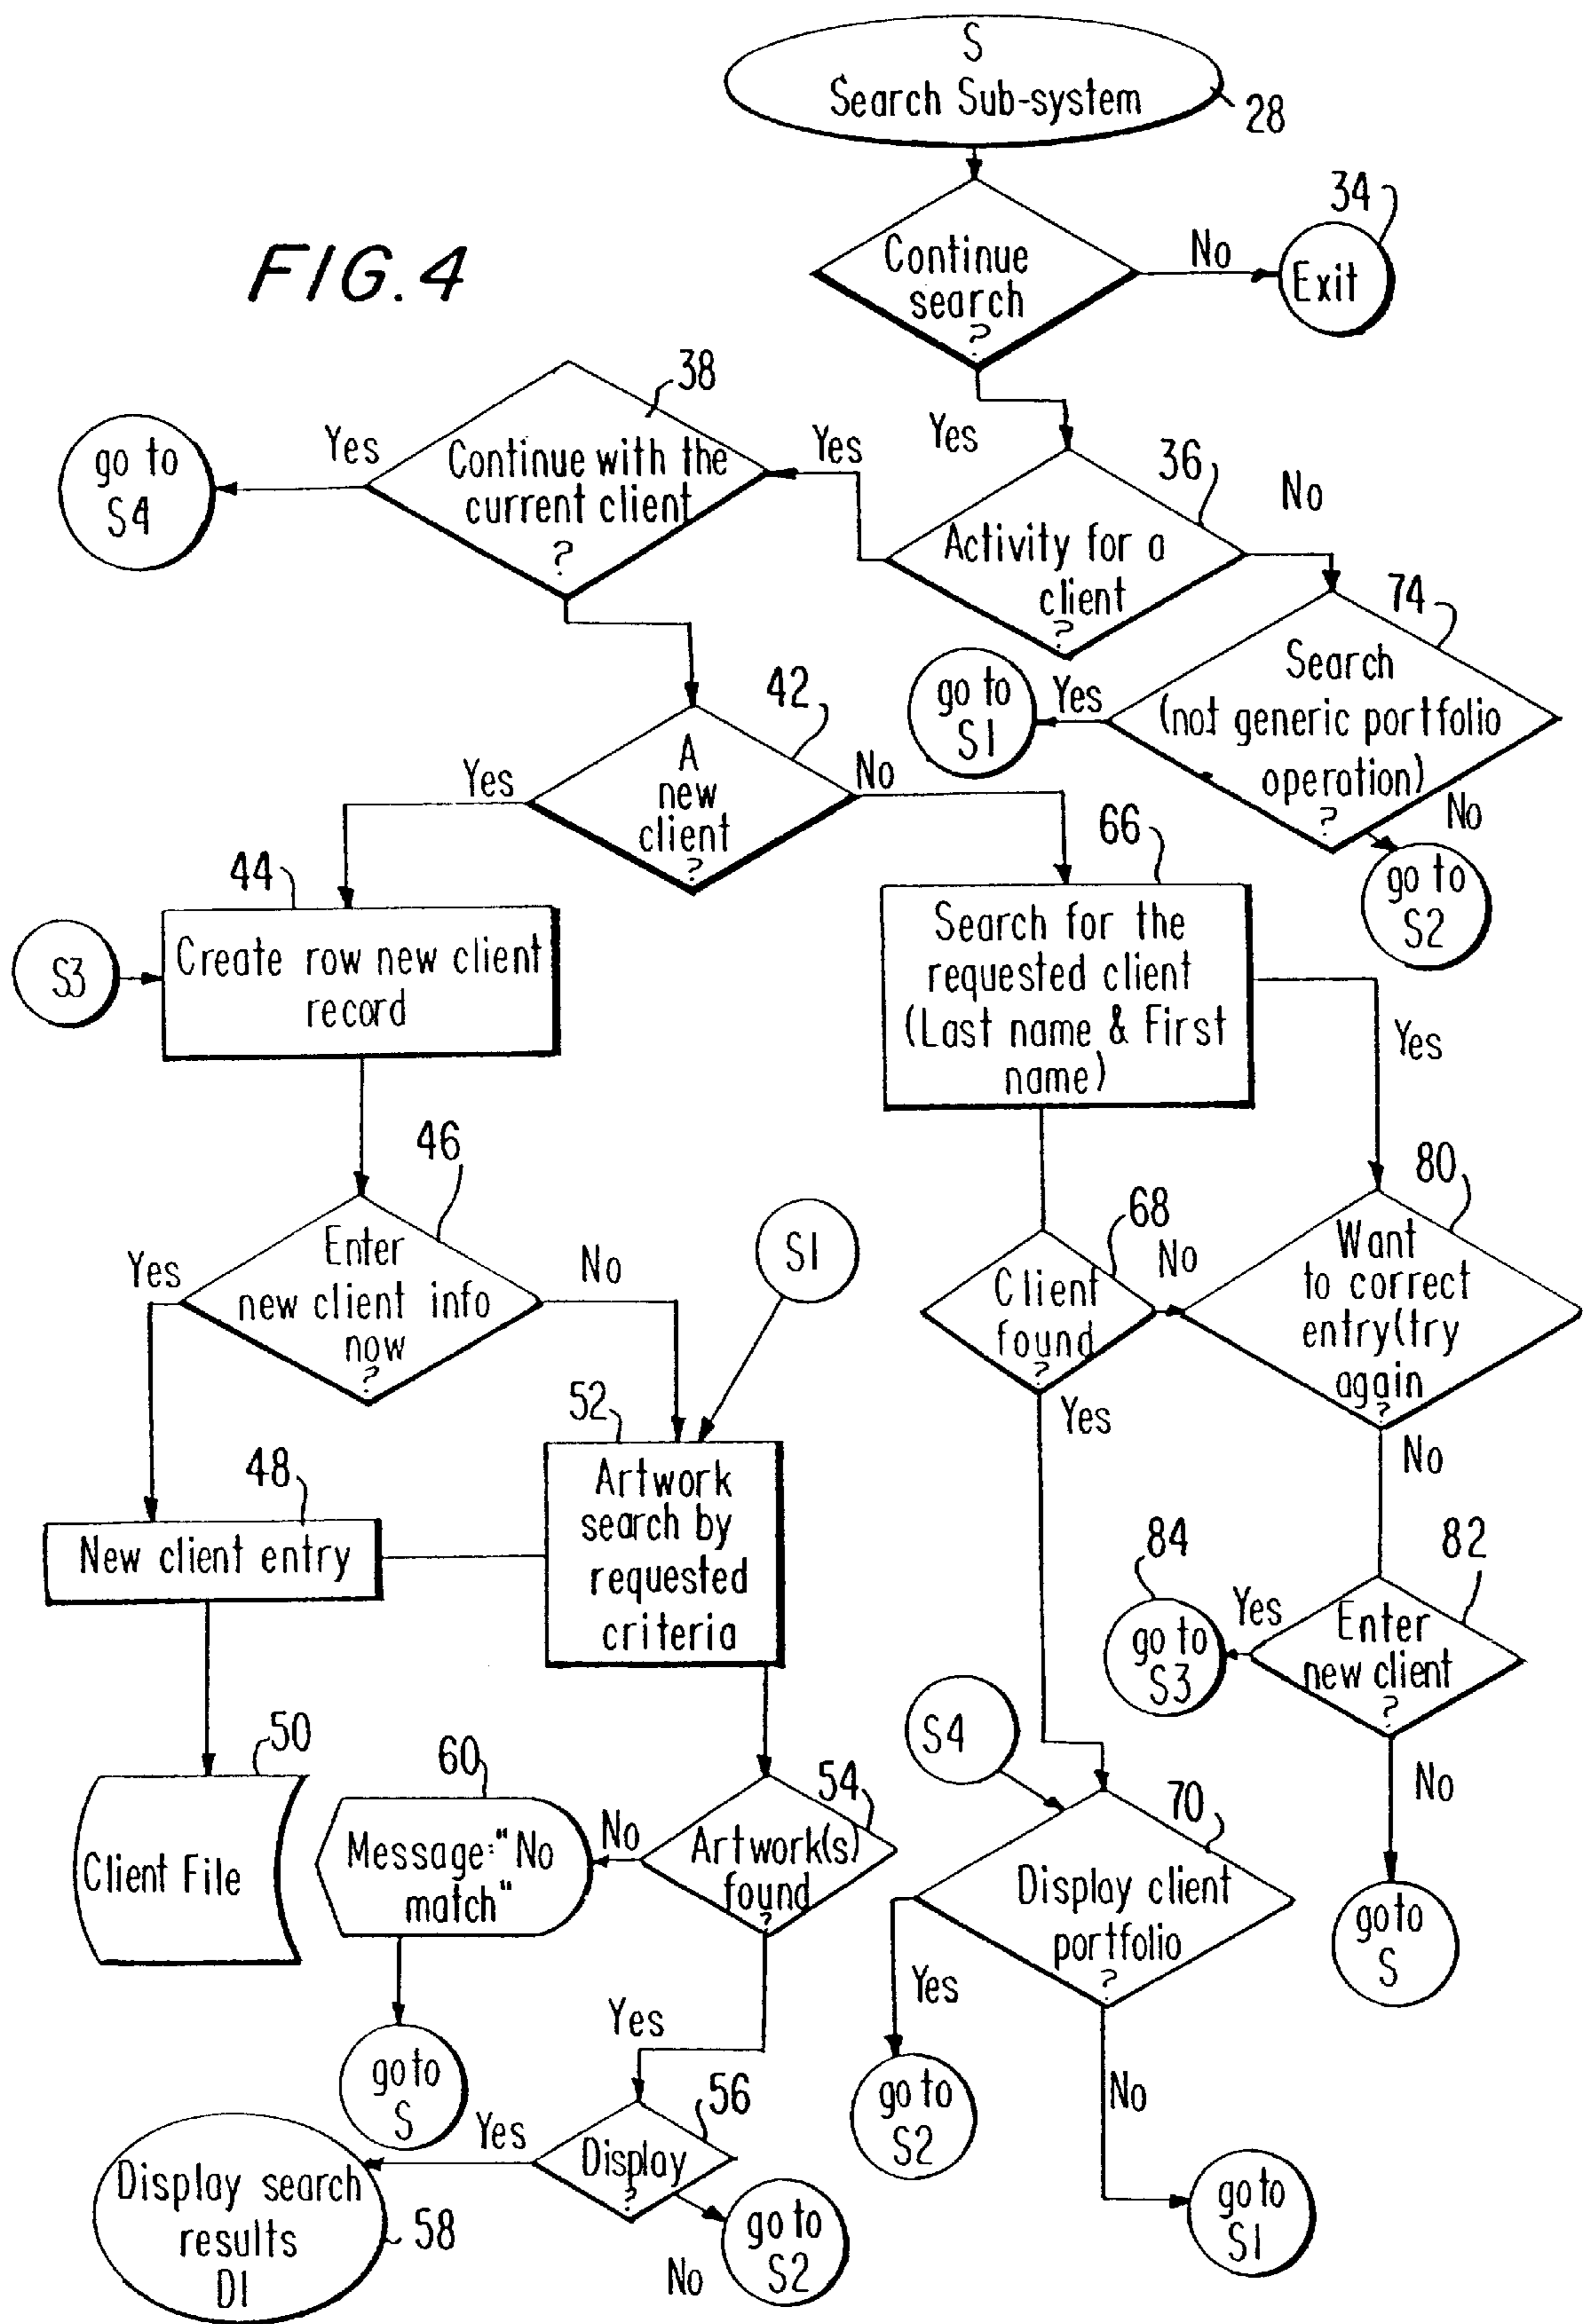 S
Search Sub-system
28
FIG. 4
Continue
search
?
No
34
Exit
Yes
38
Continue with the
current client
?
Yes
go to
S4
Yes
36
Activity for a
client
?
No
74
Search
(not generic portfolio
operation)
?
Yes
go to
S1
No
go to
S2
42
A
new
client
?
Yes
No
44
Create row new client
record
S3
66
Search for the
requested client
(Last name & First
name)
Yes
46
Enter
new client info
now
?
Yes
No
S1
68
Client
found
?
No
Yes
80
Want
to correct
entry(try
again
?
No
52
Artwork
search by
requested
criteria
48
New client entry
84
go to
S3
Yes
82
Enter
new client
?
No
go to
S
50
Client File
60
Message:"No
match"
No
54
Artwork(s)
found
?
go to
S
Yes
S4
70
Display client
portfolio
?
Yes
go to
S2
No
go to
S1
56
Display
?
Yes
Display search
results
D1
58
No
go to
S2